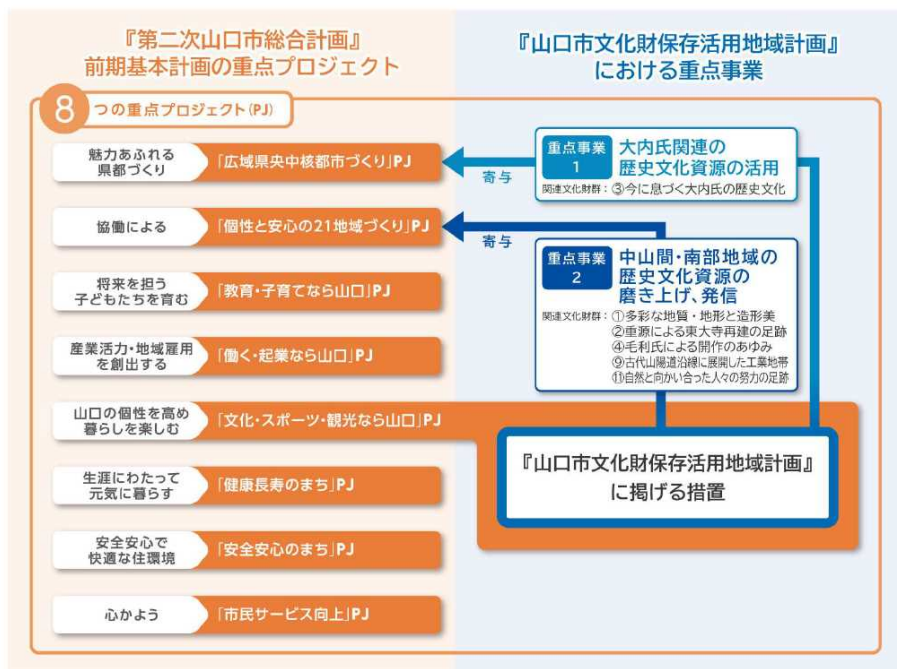 『第二次山口市総合計画』
前期基本計画の重点プロジェクト
『山口市文化財保存活用地域計画』
における重点事業
8つの重点プロジェクト(PJ)
魅力あふれる
県都づくり
「広域県央中核都市づくり」PJ
協働による
「個性と安心の21地域づくり」PJ
将来を担う
子どもたちを育む
「教育・子育てなら山口」PJ
産業活力・地域雇用
を創出する
「働く・起業なら山口」PJ
山口の個性を高め
暮らしを楽しむ
「文化・スポーツ・観光なら山口」PJ
生涯にわたって
元気に暮らす
「健康長寿のまち」PJ
安全安心で
快適な住環境
「安全安心のまち」PJ
心かよう
「市民サービス向上」PJ
寄与
重点事業
1
大内氏関連の
歴史文化資源の活用
関連文化財群：③今に息づく大内氏の歴史文化
寄与
重点事業
2
中山間・南部地域の
歴史文化資源の
磨き上げ、発信
関連文化財群：①多彩な地質・地形と造形美
②重源による東大寺再建の足跡
④毛利氏による開作のあゆみ
⑨古代山陽道沿線に展開した工業地帯
⑪自然と向かい合った人々の努力の足跡
『山口市文化財保存活用地域計画』
に掲げる措置